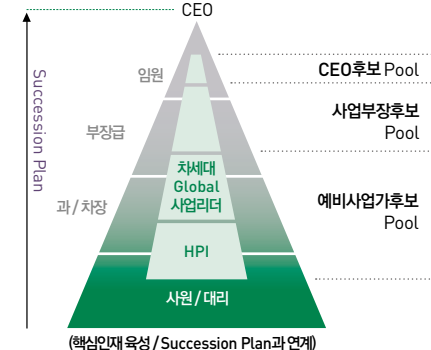 CEO
Succession Plan
임원
CEO후보 Pool
부장급
사업부장후보
Pool
과 / 차장
차세대
Global
사업리더
예비사업가후보
Pool
HPI
사원 / 대리
(핵심인재 육성 / Succession Plan과 연계)